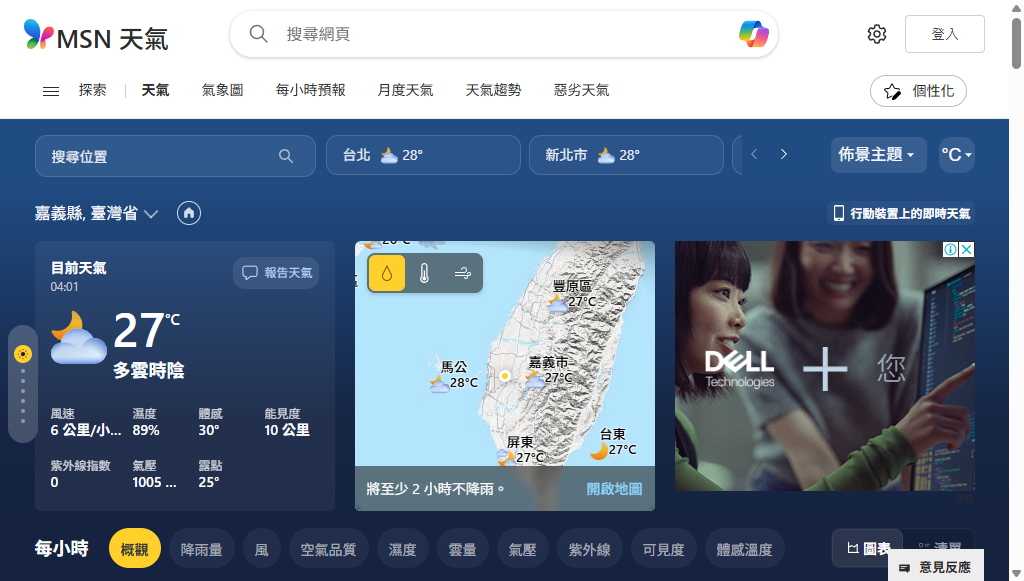 MSN 天氣
搜尋網頁
登入
探索
天氣
氣象圖
每小時預報
月度天氣
天氣趨勢
惡劣天氣
個性化
搜尋位置
台北 28°
新北市 28°
佈景主題
°C
嘉義縣, 臺灣省
行動裝置上的即時天氣
目前天氣
04:01
報告天氣
27°C
多雲時陰
風速
6 公里/小...
濕度
89%
體感
30°
能見度
10 公里
紫外線指數
0
氣壓
1005 ...
露點
25°
豐原區
27°C
馬公
28°C
嘉義市
27°C
屏東
27°C
台東
27°C
將至少 2 小時不降雨。
開啟地圖
DELL
Technologies
+
您
每小時
概觀
降雨量
風
空氣品質
濕度
雲量
氣壓
紫外線
可見度
體感溫度
圖表
清單
意見反應